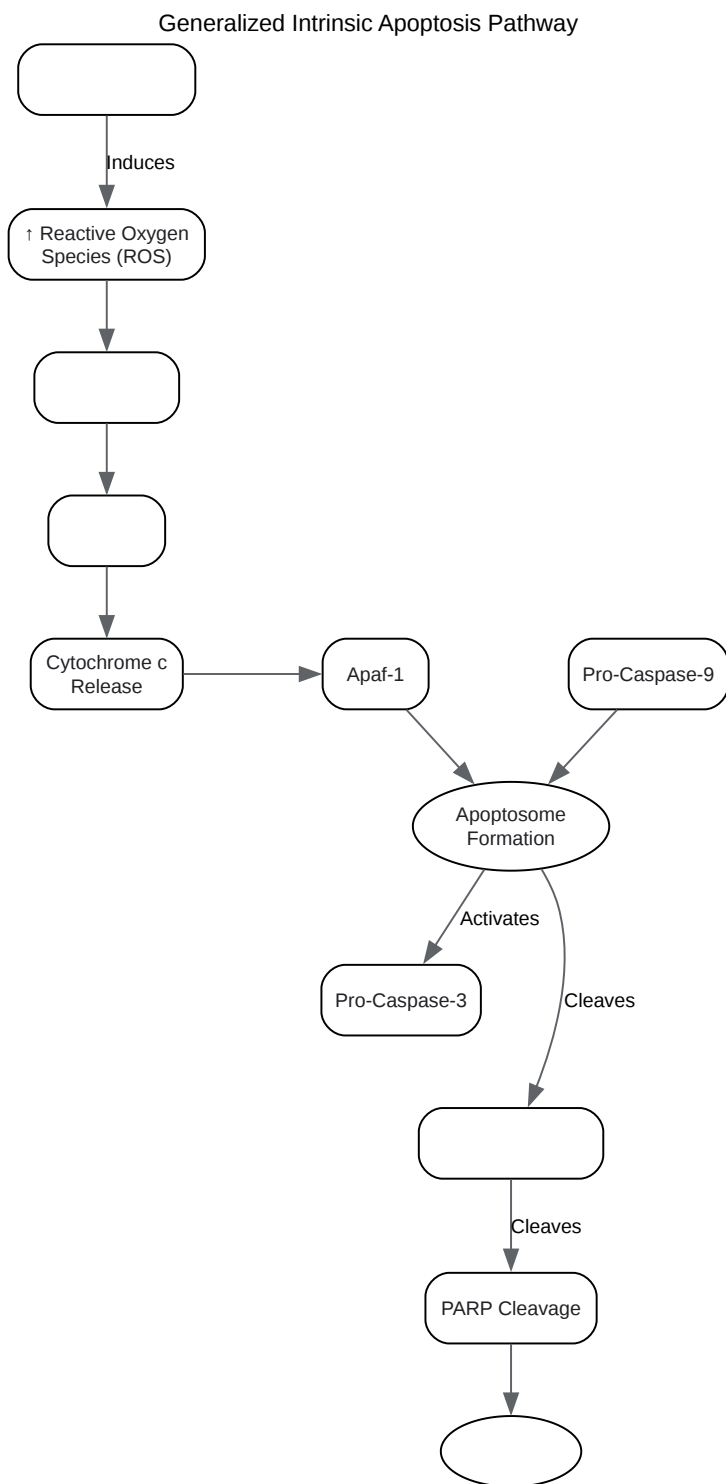 Generalized Intrinsic Apoptosis Pathway
Induces
↑ Reactive Oxygen
Species (ROS)
Cytochrome c
Release
Apaf-1
Pro-Caspase-9
Apoptosome
Formation
Activates
Pro-Caspase-3
Cleaves
Cleaves
PARP Cleavage